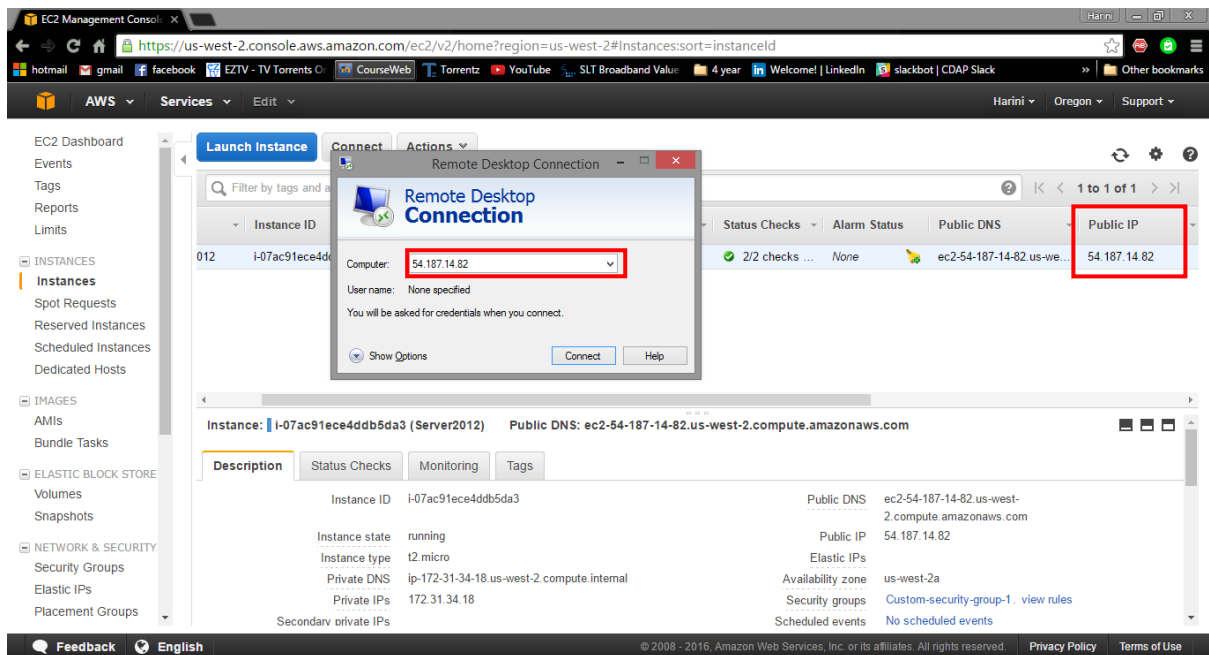 EC2 Management Console
Harini
https://us-west-2.console.aws.amazon.com/ec2/v2/home?region=us-west-2#Instances:sort=instanceId
hotmail gmail facebook EZTV - TV Torrents O CourseWeb Torrentz YouTube SLT Broadband Value 4 year Welcome! | LinkedIn slackbot | CDAP Slack » Other bookmarks
AWS Services Edit Harini Oregon Support
EC2 Dashboard
Events
Tags
Reports
Limits
INSTANCES
Instances
Spot Requests
Reserved Instances
Scheduled Instances
Dedicated Hosts
IMAGES
AMIs
Bundle Tasks
ELASTIC BLOCK STORE
Volumes
Snapshots
NETWORK & SECURITY
Security Groups
Elastic IPs
Placement Groups
Launch Instance Connect Actions
Filter by tags and a
1 to 1 of 1
Instance ID Status Checks Alarm Status Public DNS Public IP
012 i-07ac91ece4dd 2/2 checks ... None ec2-54-187-14-82.us-we... 54.187.14.82
Remote Desktop Connection
Remote Desktop
Connection
Computer: 54.187.14.82
User name: None specified
You will be asked for credentials when you connect.
Show Options Connect Help
Instance: i-07ac91ece4ddb5da3 (Server2012) Public DNS: ec2-54-187-14-82.us-west-2.compute.amazonaws.com
Description Status Checks Monitoring Tags
Instance ID i-07ac91ece4ddb5da3
Instance state running
Instance type t2.micro
Private DNS ip-172-31-34-18.us-west-2.compute.internal
Private IPs 172.31.34.18
Secondary private IPs
Public DNS ec2-54-187-14-82.us-west-
2.compute.amazonaws.com
Public IP 54.187.14.82
Elastic IPs
Availability zone us-west-2a
Security groups Custom-security-group-1. view rules
Scheduled events No scheduled events
Feedback English © 2008 - 2016, Amazon Web Services, Inc. or its affiliates. All rights reserved. Privacy Policy Terms of Use